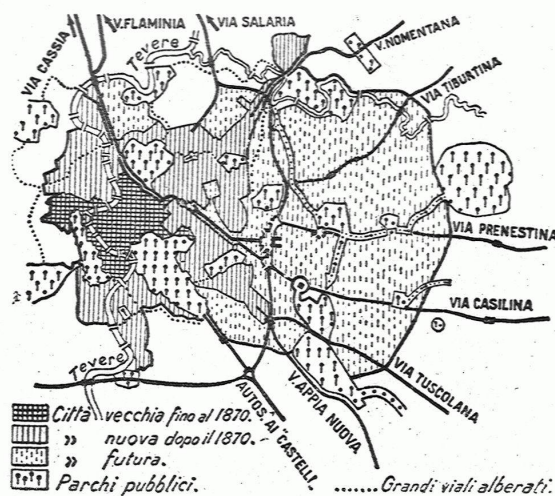 VIA CASSIA
V. FLAMINIA
VIA SALARIA
Tevere
V. NOMENTANA
VIA TIBURTINA
VIA PRENESTINA
VIA CASILINA
VIA TUSCOLANA
V. APPIA NUOVA
AUTOS. AI "CASTELLI"
Tevere
Città vecchia fino al 1870.
" nuova dopo il 1870.
" futura.
Parchi pubblici.
........ Grandi viali alberati.